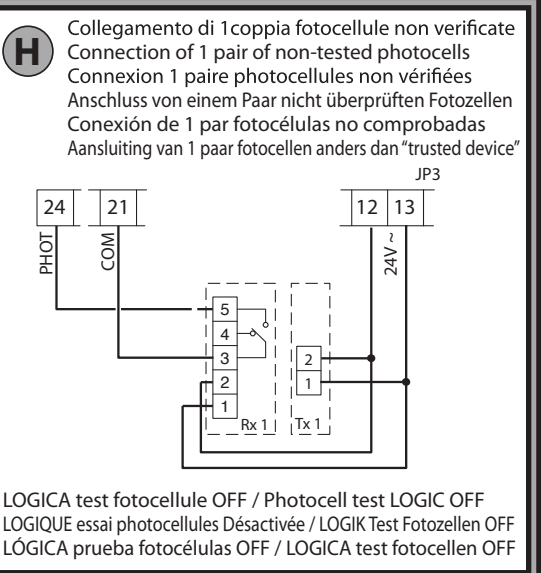 H
Collegamento di 1coppia fotocellule non verificate
Connection of 1 pair of non-tested photocells
Connexion 1 paire photocellules non vérifiées
Anschluss von einem Paar nicht überprüften Fotozellen
Conexión de 1 par fotocélulas no comprobadas
Aansluiting van 1 paar fotocellen anders dan “trusted device”
JP3
24 21 12 13
PHOT COM 24V ~
5
4
3
2
1
Rx 1
2
1
Tx 1
LOGICA test fotocellule OFF / Photocell test LOGIC OFF
LOGIQUE essai photocellules Désactivée / LOGIK Test Fotozellen OFF
LÓGICA prueba fotocélulas OFF / LOGICA test fotocellen OFF